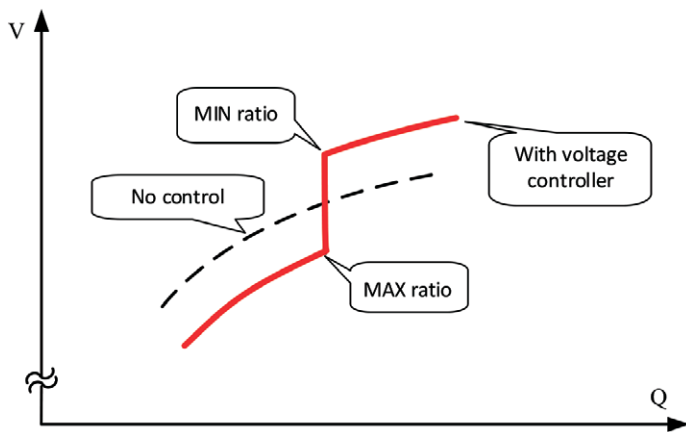 V
MIN ratio
With voltage
controller
No control
MAX ratio
Q